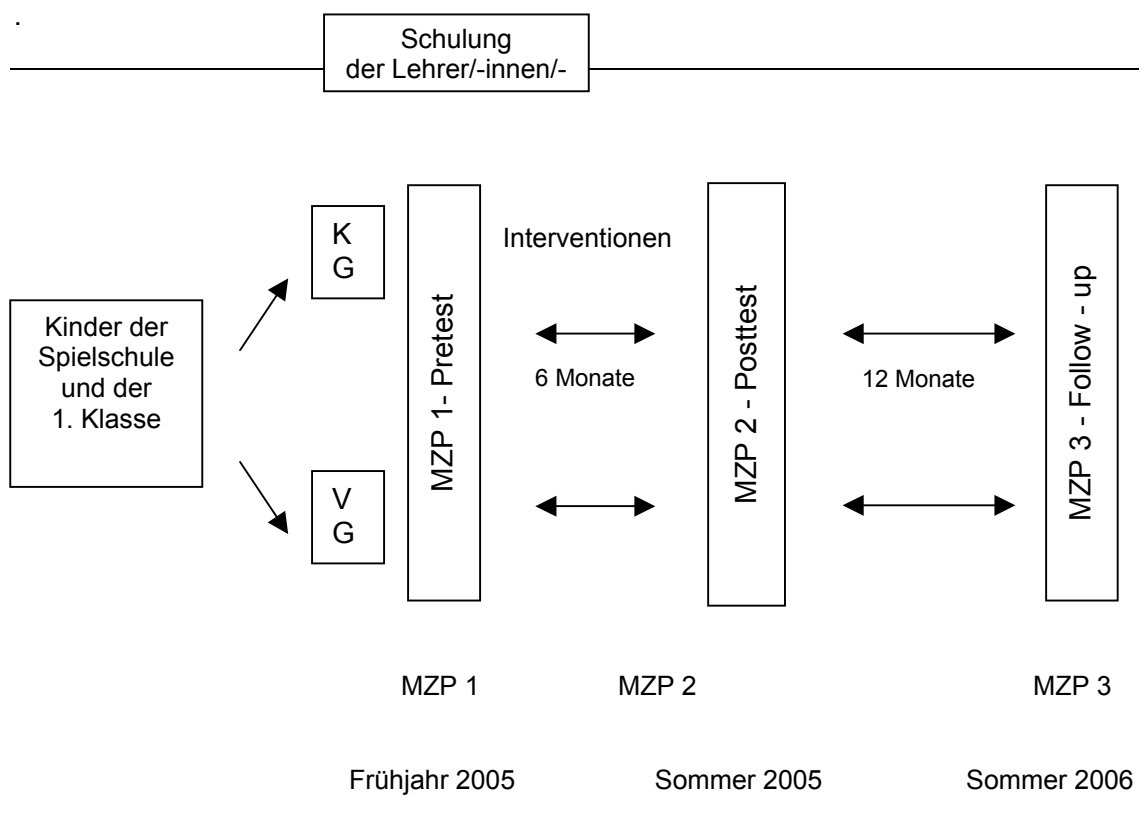 .
Schulung
der Lehrer/-innen/-
K
G
Interventionen
Kinder der
Spielschule
und der
1. Klasse
MZP 1- Pretest
6 Monate
MZP 2 - Posttest
12 Monate
MZP 3 - Follow - up
V
G
MZP 1
MZP 2
MZP 3
Frühjahr 2005
Sommer 2005
Sommer 2006